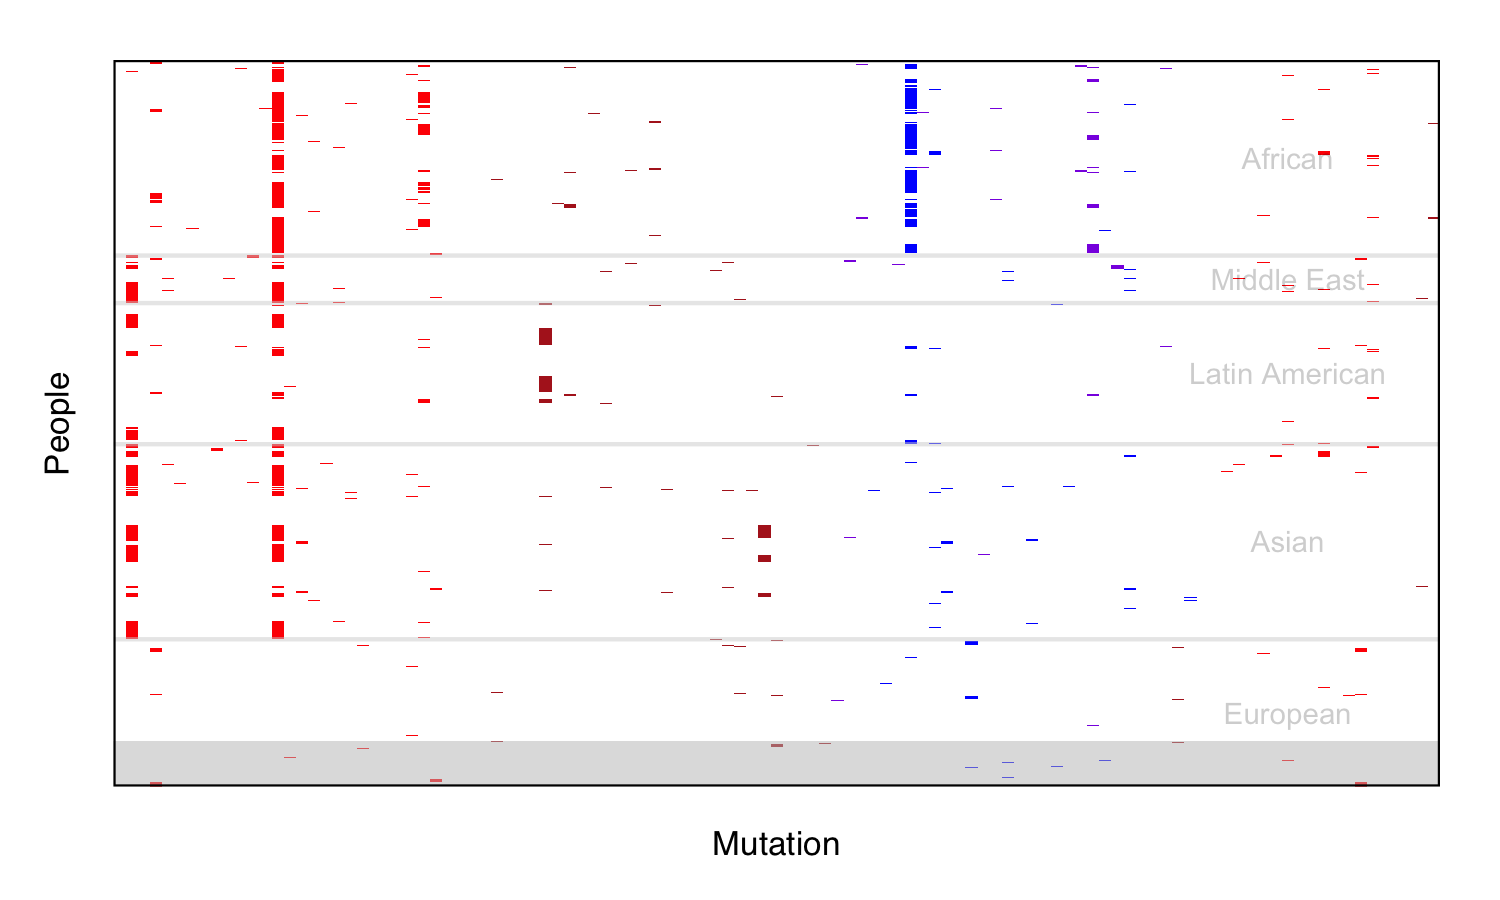 African
Middle East
Latin American
People
Asian
European
Mutation